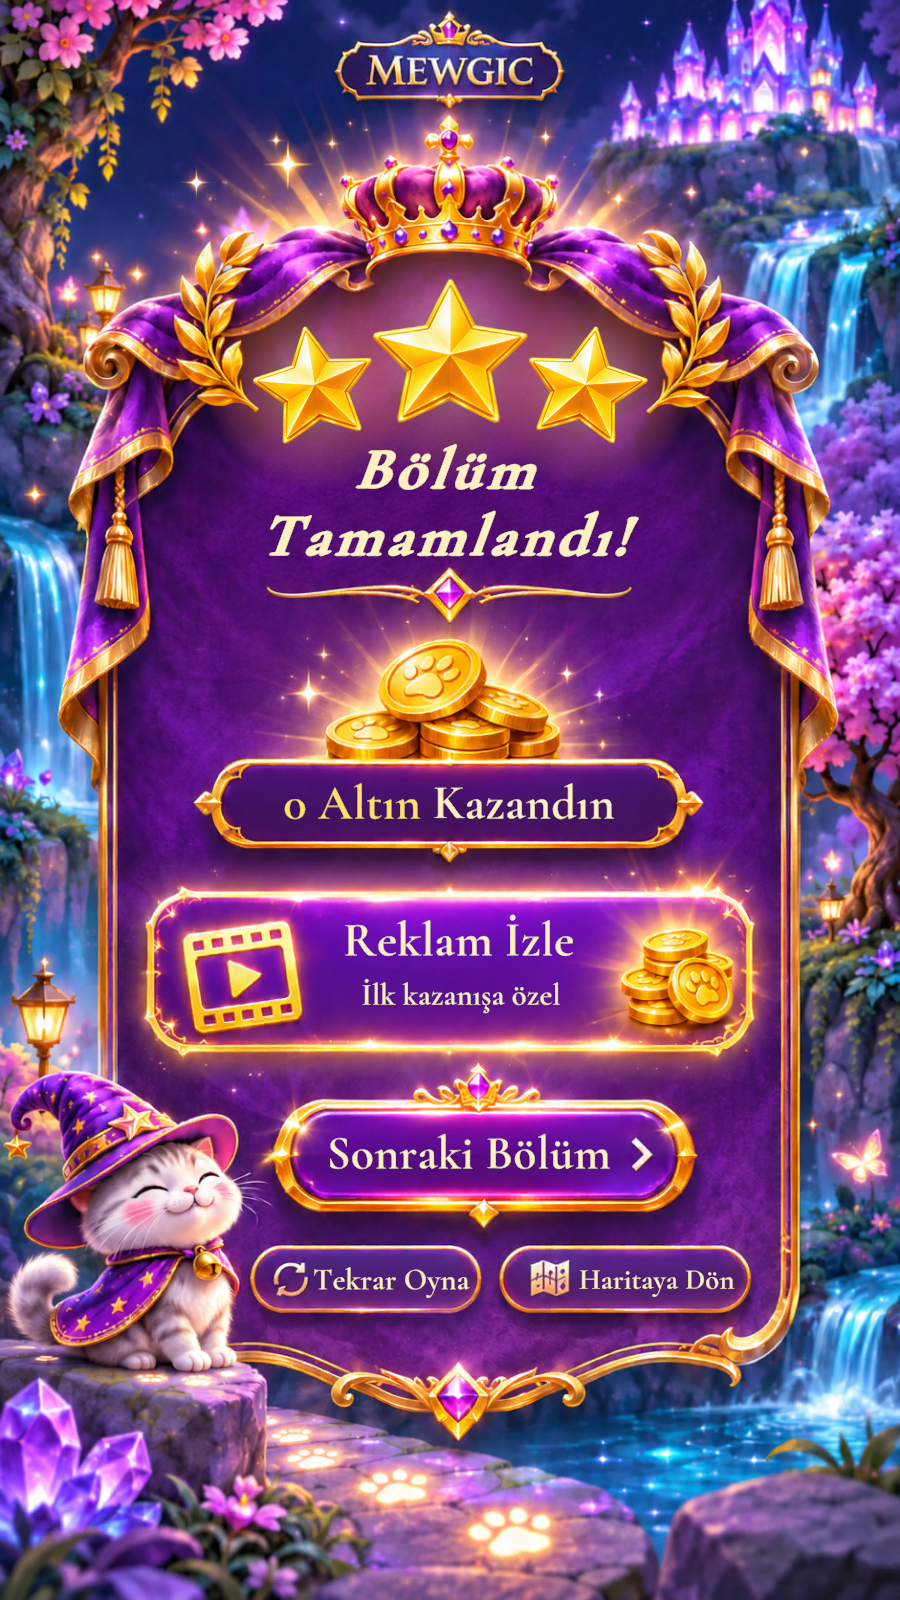 MEWGIC
Bölüm
Tamamlandı!
0 Altın Kazandın
Reklam İzle
İlk kazanışa özel
Sonraki Bölüm
Tekrar Oyna
Haritaya Dön